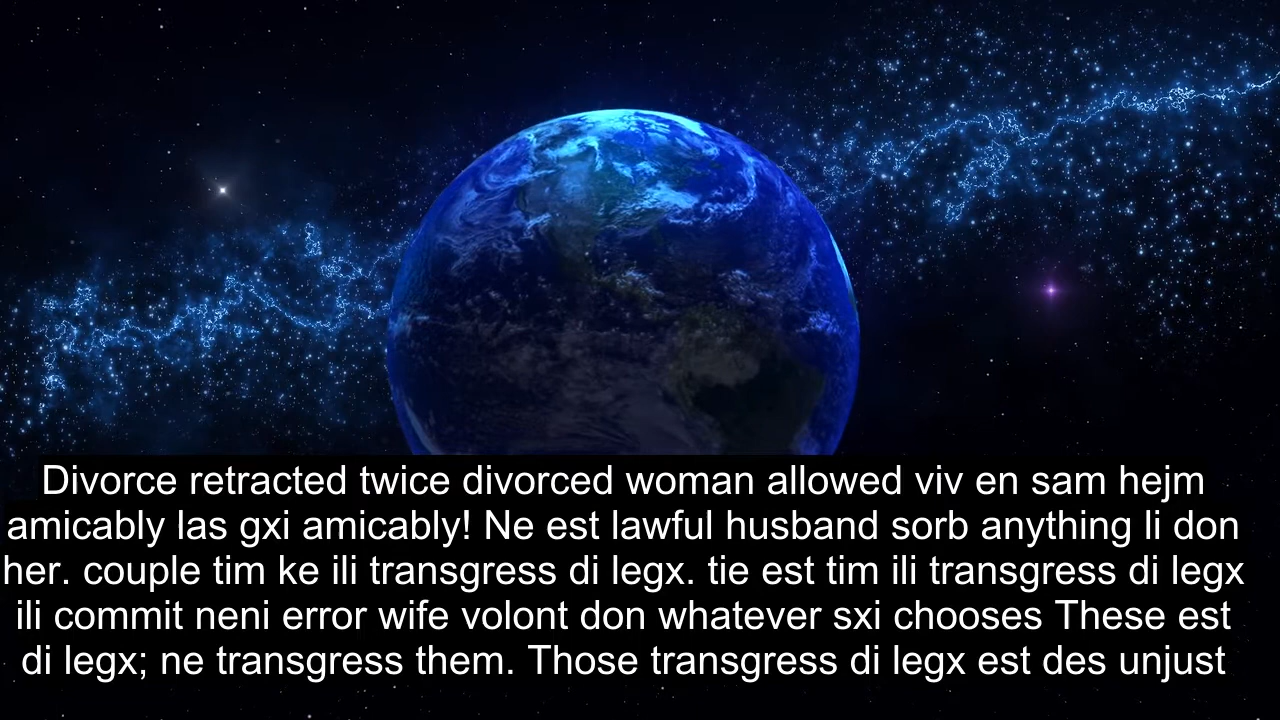 Divorce retracted twice divorced woman allowed viv en sam hejm
amicably las gxi amicably! Ne est lawful husband sorb anything li don
her. couple tim ke ili transgress di legx. tie est tim ili transgress di legx
ili commit neni error wife volont don whatever sxi chooses These est
di legx; ne transgress them. Those transgress di legx est des unjust